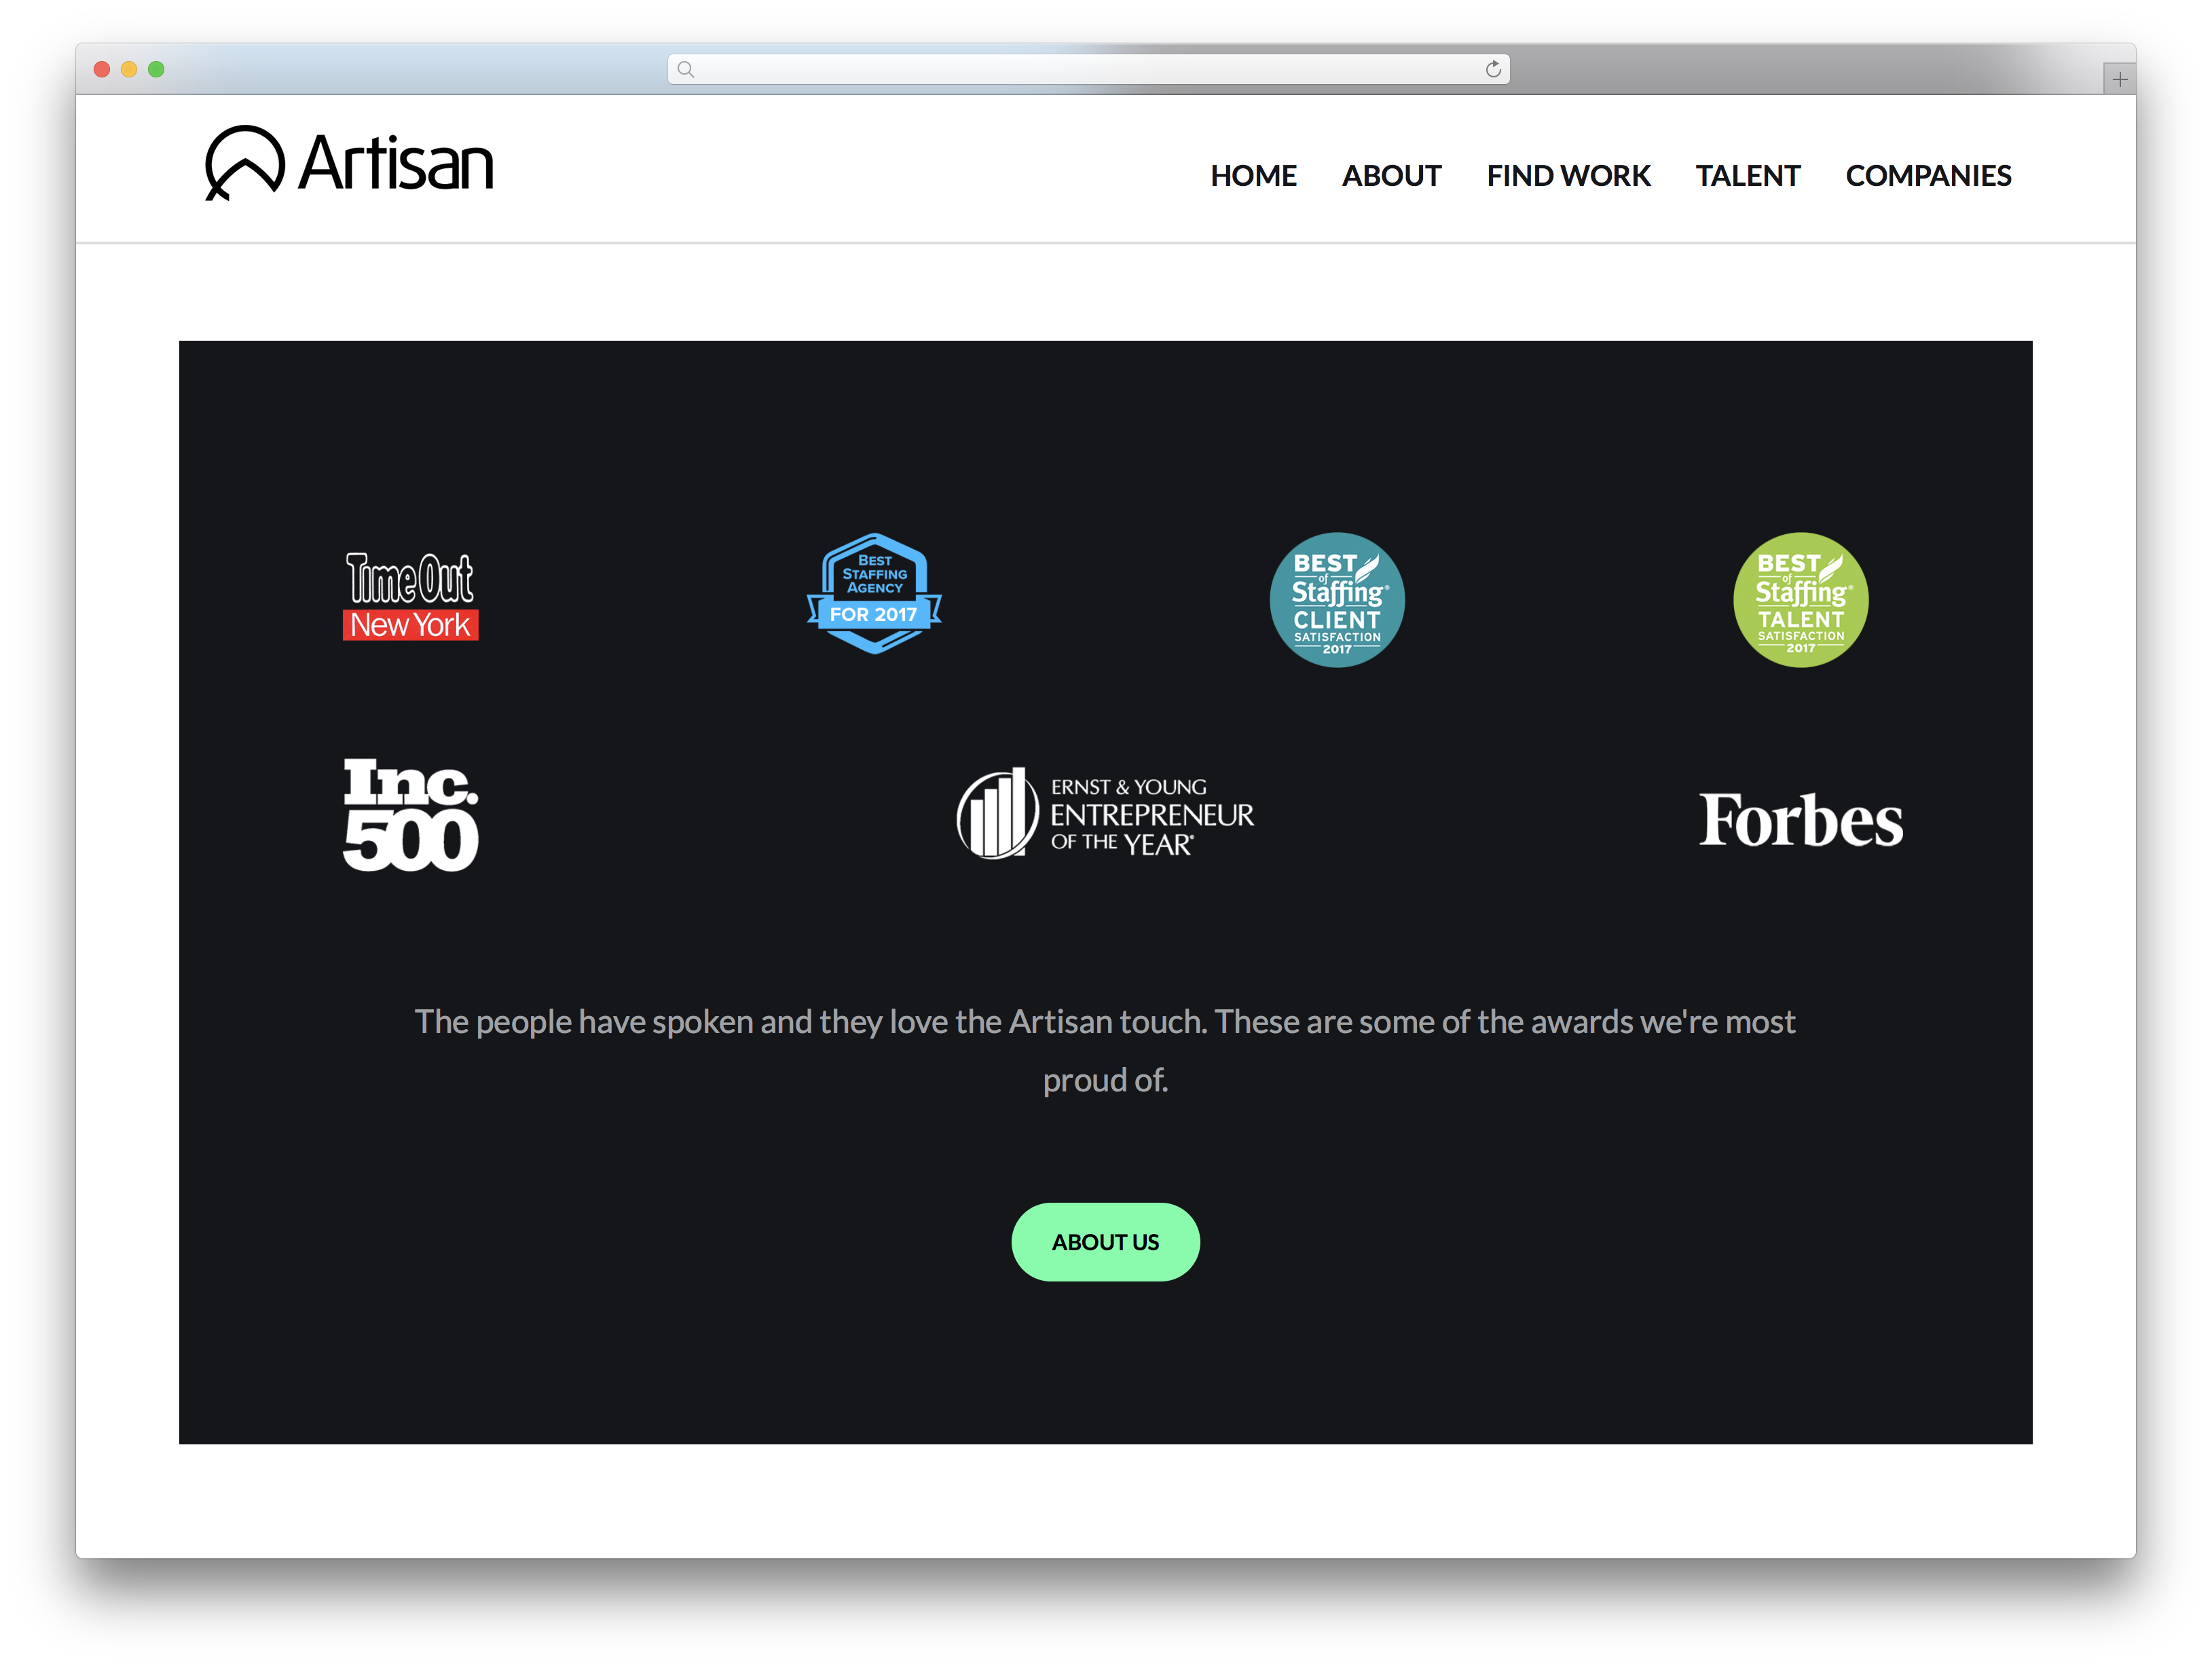 Artisan
HOME ABOUT FIND WORK TALENT COMPANIES
Time Out
New York
BEST
STAFFING
AGENCY
FOR 2017
BEST
of
Staffing®
CLIENT
SATISFACTION
2017
BEST
of
Staffing®
TALENT
SATISFACTION
2017
Inc.
500
ERNST & YOUNG
ENTREPRENEUR
OF THE YEAR®
Forbes
The people have spoken and they love the Artisan touch. These are some of the awards we're most
proud of.
ABOUT US